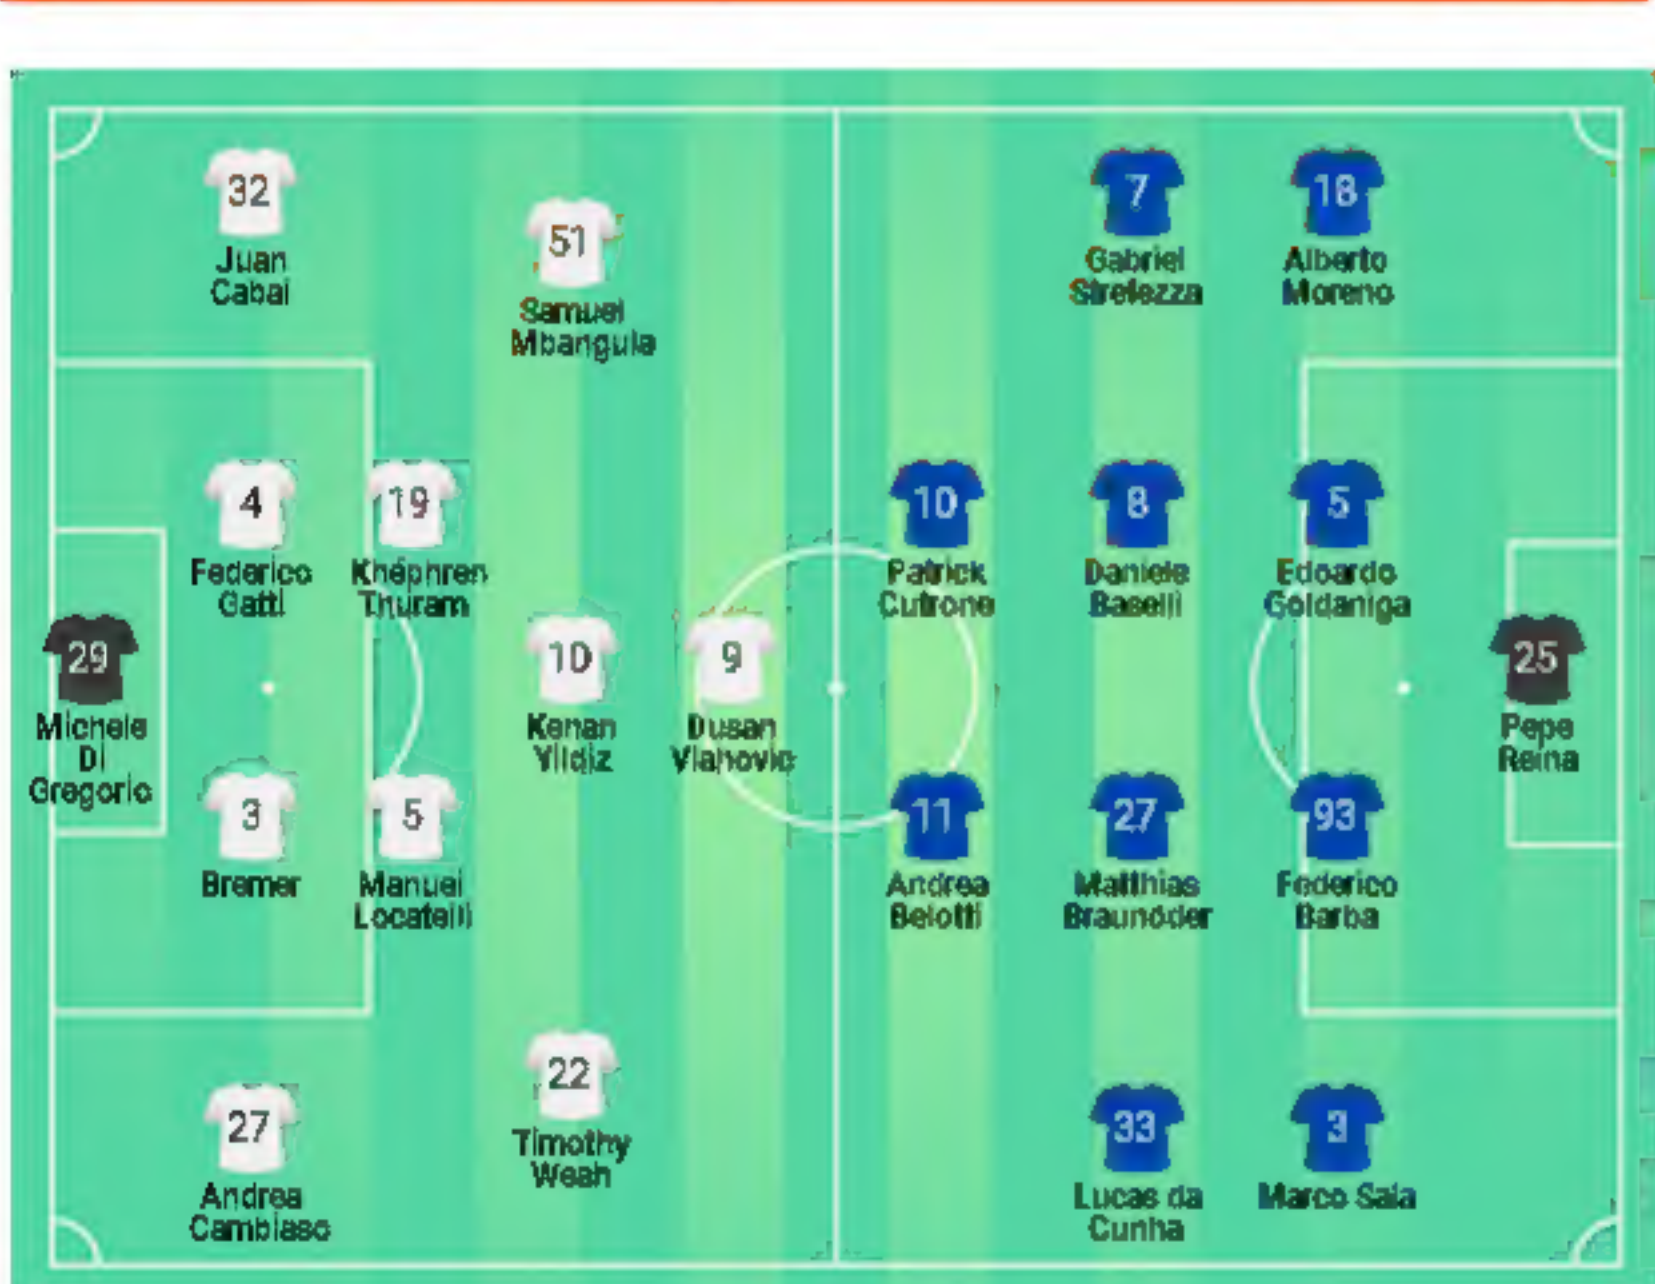 32
Juan
Cabal
51
Samuel
Mbangula
4
Federico
Gatti
19
Khéphren
Thuram
29
Michele
Di
Gregorio
10
Kenan
Yildiz
9
Dusan
Vlahovic
3
Bremer
5
Manuel
Locatelli
27
Andrea
Cambiaso
22
Timothy
Weah
7
Gabriel
Strefezza
18
Alberto
Moreno
10
Patrick
Cutrone
8
Daniele
Baselli
5
Edoardo
Goldaniga
25
Pepe
Reina
11
Andrea
Belotti
27
Matthias
Braunöder
93
Federico
Barba
33
Lucas da
Cunha
3
Marco Sala